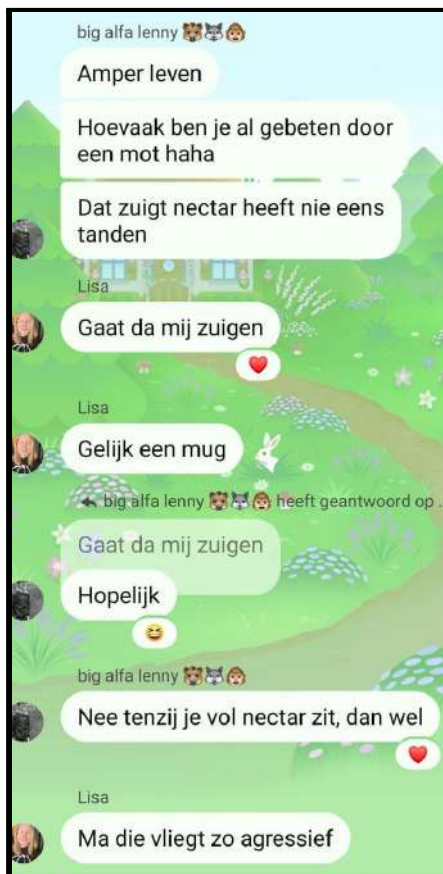 big alfa lenny 🐯🐺🐵
Amper leven
Hoevaak ben je al gebeten door
een mot haha
Dat zuigt nectar heeft nie eens
tanden
Lisa
Gaat da mij zuigen
Lisa
Gelijk een mug
big alfa lenny 🐯🐺🐵 heeft geantwoord op ..
Gaat da mij zuigen
Hopelijk
big alfa lenny 🐯🐺🐵
Nee tenzij je vol nectar zit, dan wel
Lisa
Ma die vliegt zo agressief